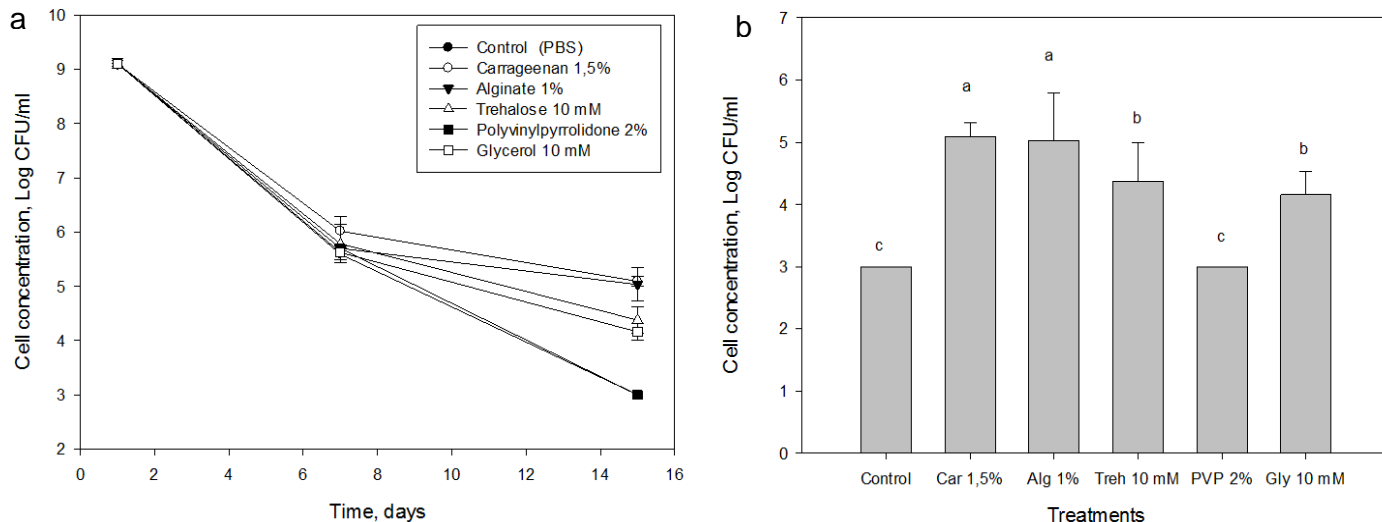 a
Cell concentration, Log CFU/ml
10
9
8
7
6
5
4
3
2
0
2
4
6
8
10
12
14
16
Time, days
Control (PBS)
Carrageenan 1,5%
Alginate 1%
Trehalose 10 mM
Polyvinylpyrrolidone 2%
Glycerol 10 mM
b
Cell concentration, Log CFU/ml
7
6
5
4
3
2
1
0
c
a
a
b
c
b
Control
Car 1,5%
Alg 1%
Treh 10 mM
PVP 2%
Gly 10 mM
Treatments